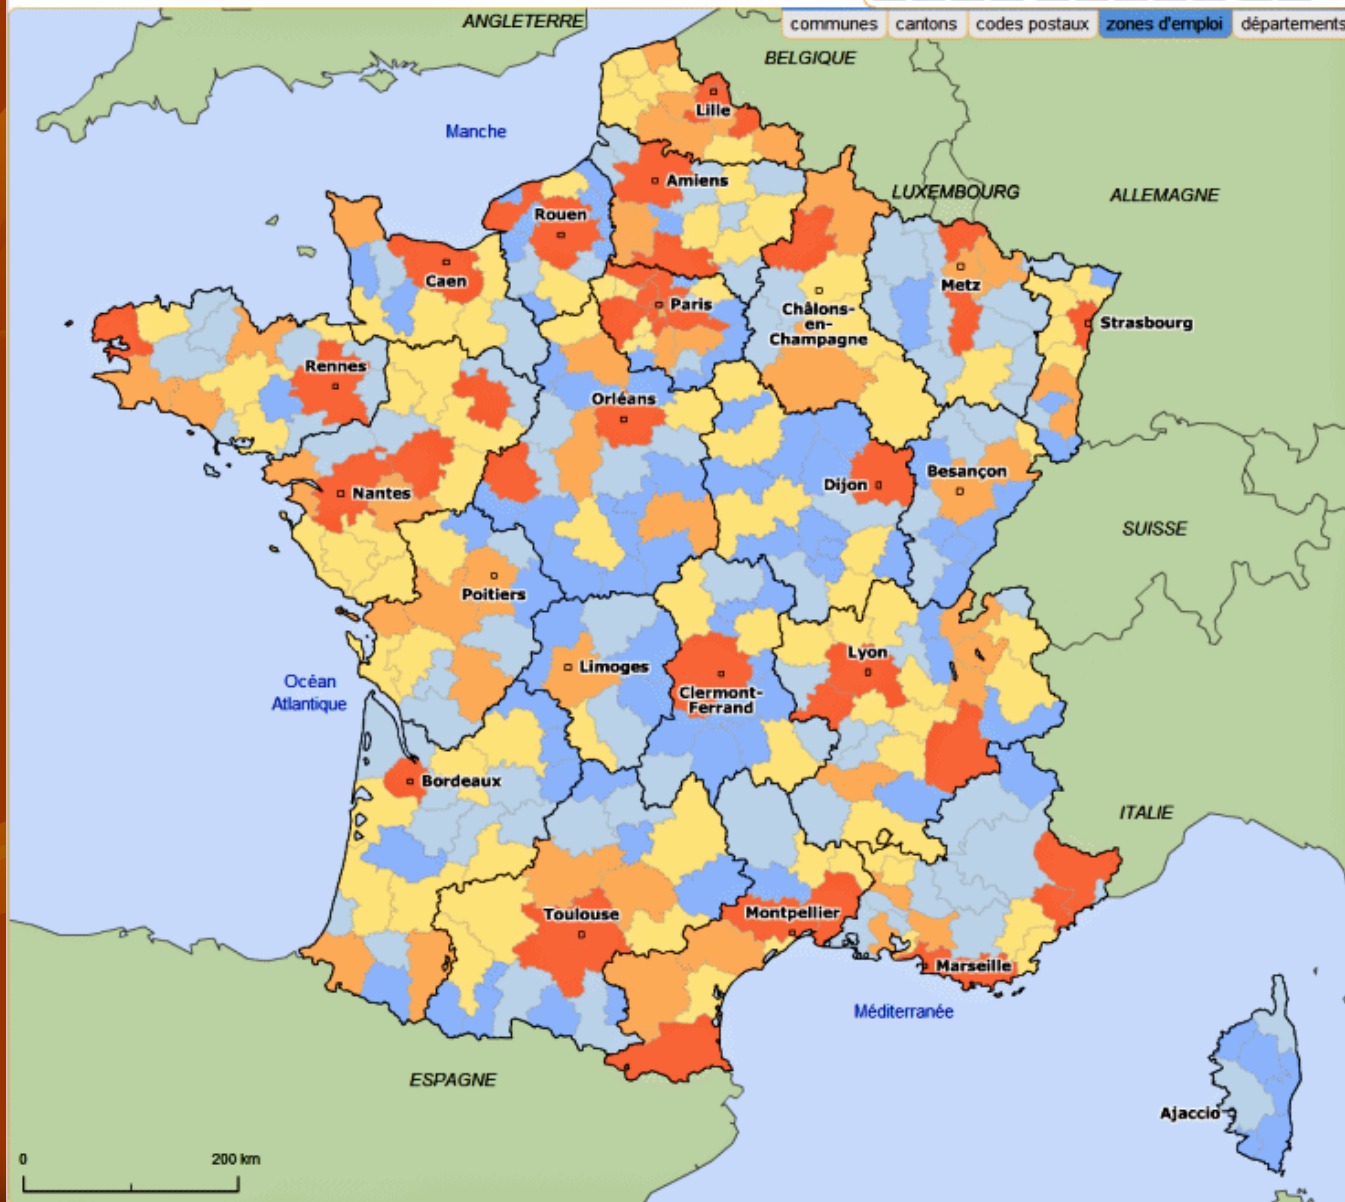 ANGLETERRE
communes
cantons
codes postaux
zones d'emploi
départements
BELGIQUE
Lille
Manche
Amiens
LUXEMBOURG
ALLEMAGNE
Rouen
Caen
Metz
Paris
Châlons-
en-
Champagne
Strasbourg
Rennes
Orléans
Besançon
Dijon
Nantes
SUISSE
Poitiers
Lyon
Limoges
Océan
Atlantique
Clermont-
Ferrand
Bordeaux
ITALIE
Toulouse
Montpellier
Marseille
Méditerranée
ESPAGNE
Ajaccio
0
200 km